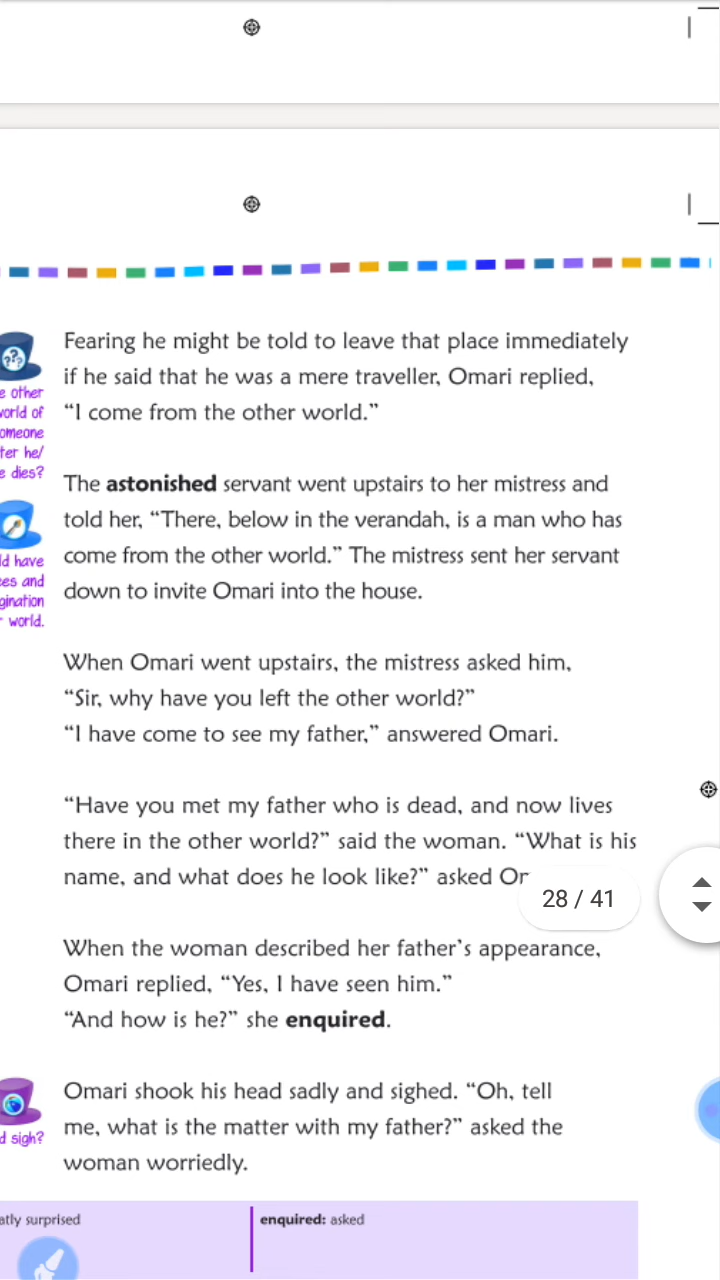 Fearing he might be told to leave that place immediately
if he said that he was a mere traveller, Omari replied,
“I come from the other world.”
e other
world of
omeone
ter he/
e dies?
The astonished servant went upstairs to her mistress and
told her, “There, below in the verandah, is a man who has
come from the other world.” The mistress sent her servant
down to invite Omari into the house.
ld have
es and
gination
world.
When Omari went upstairs, the mistress asked him,
“Sir, why have you left the other world?”
“I have come to see my father,” answered Omari.
“Have you met my father who is dead, and now lives
there in the other world?” said the woman. “What is his
name, and what does he look like?” asked
28 / 41
When the woman described her father’s appearance,
Omari replied, “Yes, I have seen him.”
“And how is he?” she enquired.
Omari shook his head sadly and sighed. “Oh, tell
me, what is the matter with my father?” asked the
woman worriedly.
d sigh?
atly surprised
enquired: asked